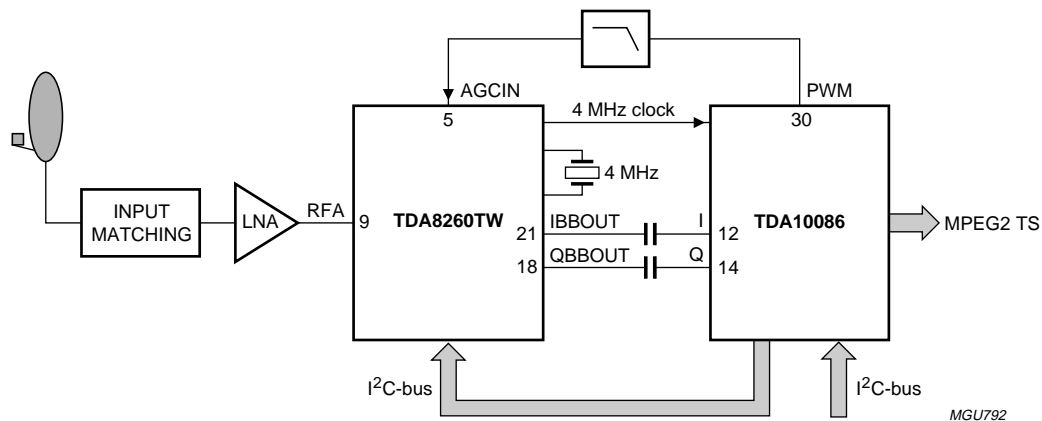 AGCIN
PWM
5
4 MHz clock
30
4 MHz
INPUT
MATCHING
LNA
RFA
9
TDA8260TW
TDA10086
MPEG2 TS
21
IBBOUT
I
12
18
QBBOUT
Q
14
I²C-bus
I²C-bus
MGU792